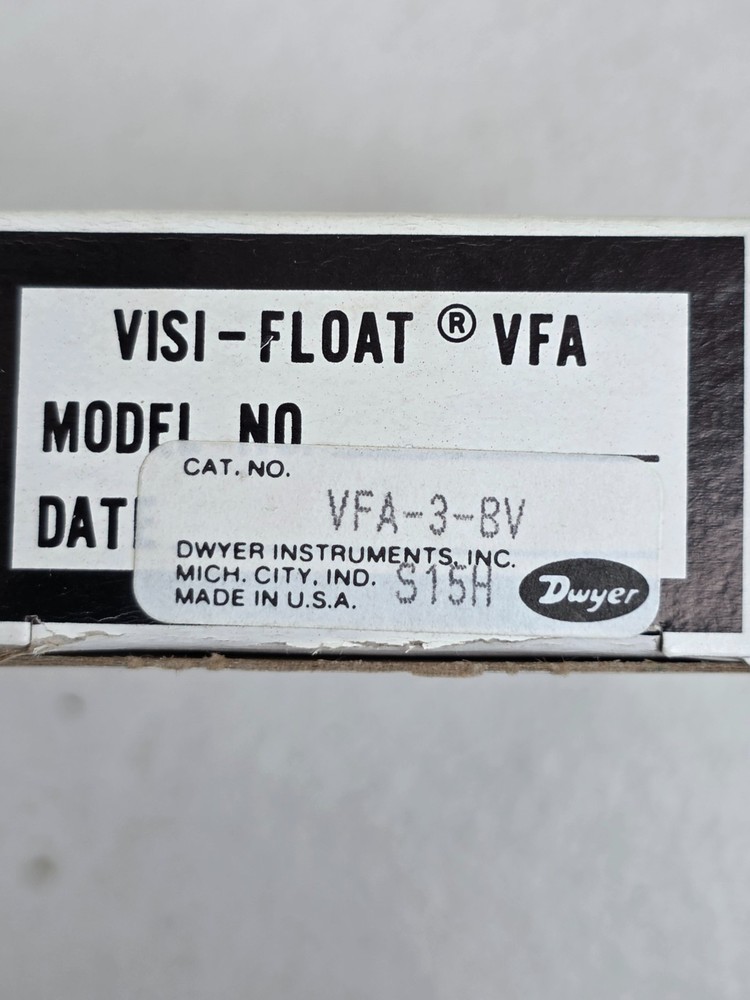 VISI-FLOAT ® VFA
MODEL NO
DAT
CAT. NO.
VFA-3-BV
DWYER INSTRUMENTS, INC.
MICH. CITY, IND.
S15H
MADE IN U.S.A.
Dwyer